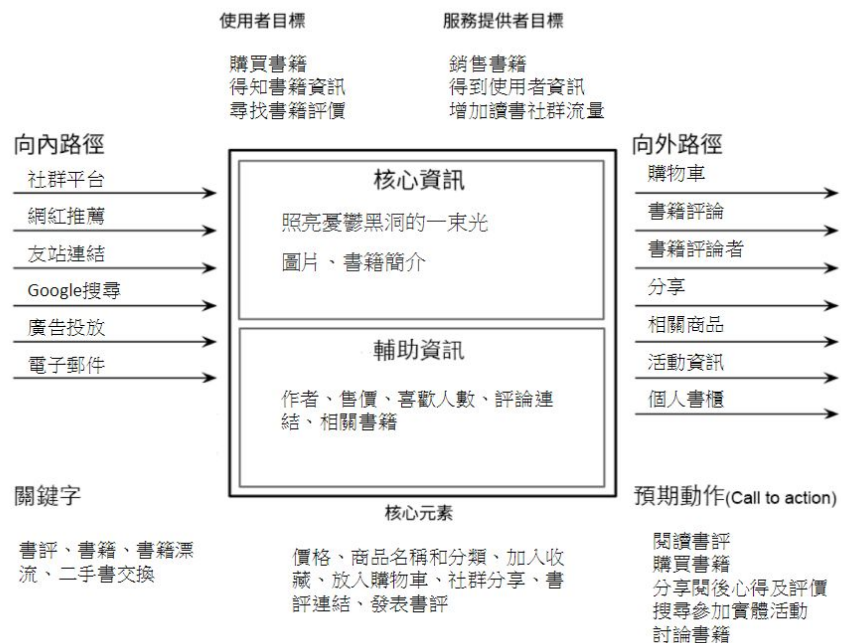 使用者目標
購買書籍
得知書籍資訊
尋找書籍評價
服務提供者目標
銷售書籍
得到使用者資訊
增加讀書社群流量
向內路徑
社群平台
網紅推薦
友站連結
Google搜尋
廣告投放
電子郵件
核心資訊
照亮憂鬱黑洞的一束光
圖片、書籍簡介
輔助資訊
作者、售價、喜歡人數、評論連
結、相關書籍
向外路徑
購物車
書籍評論
書籍評論者
分享
相關商品
活動資訊
個人書櫃
關鍵字
書評、書籍、書籍漂
流、二手書交換
核心元素
價格、商品名稱和分類、加入收
藏、放入購物車、社群分享、書
評連結、發表書評
預期動作(Call to action)
閱讀書評
購買書籍
分享閱後心得及評價
搜尋參加實體活動
討論書籍